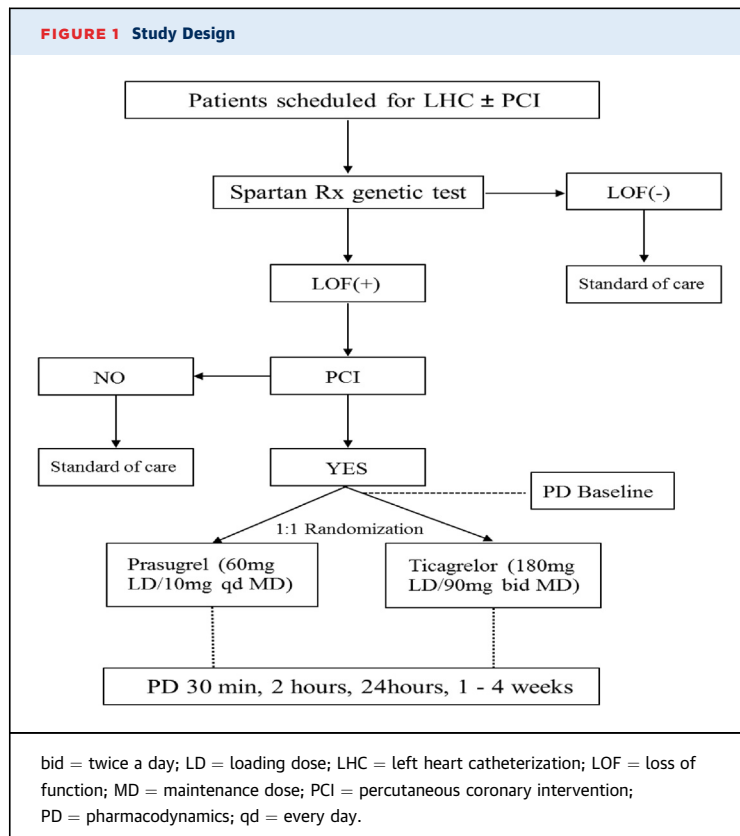 FIGURE 1 Study Design
Patients scheduled for LHC ± PCI
Spartan Rx genetic test
LOF(-)
Standard of care
LOF(+)
NO
PCI
Standard of care
YES
PD Baseline
1:1 Randomization
Prasugrel (60mg
LD/10mg qd MD)
Ticagrelor (180mg
LD/90mg bid MD)
PD 30 min, 2 hours, 24hours, 1 - 4 weeks
bid = twice a day; LD = loading dose; LHC = left heart catheterization; LOF = loss of
function; MD = maintenance dose; PCI = percutaneous coronary intervention;
PD = pharmacodynamics; qd = every day.